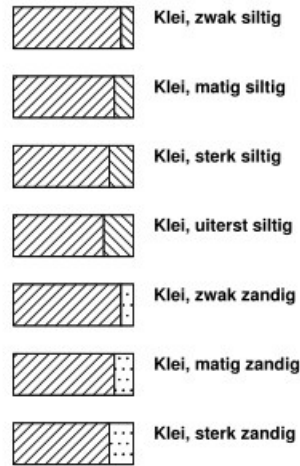 Klei, zwak siltig
Klei, matig siltig
Klei, sterk siltig
Klei, uiterst siltig
Klei, zwak zandig
Klei, matig zandig
Klei, sterk zandig